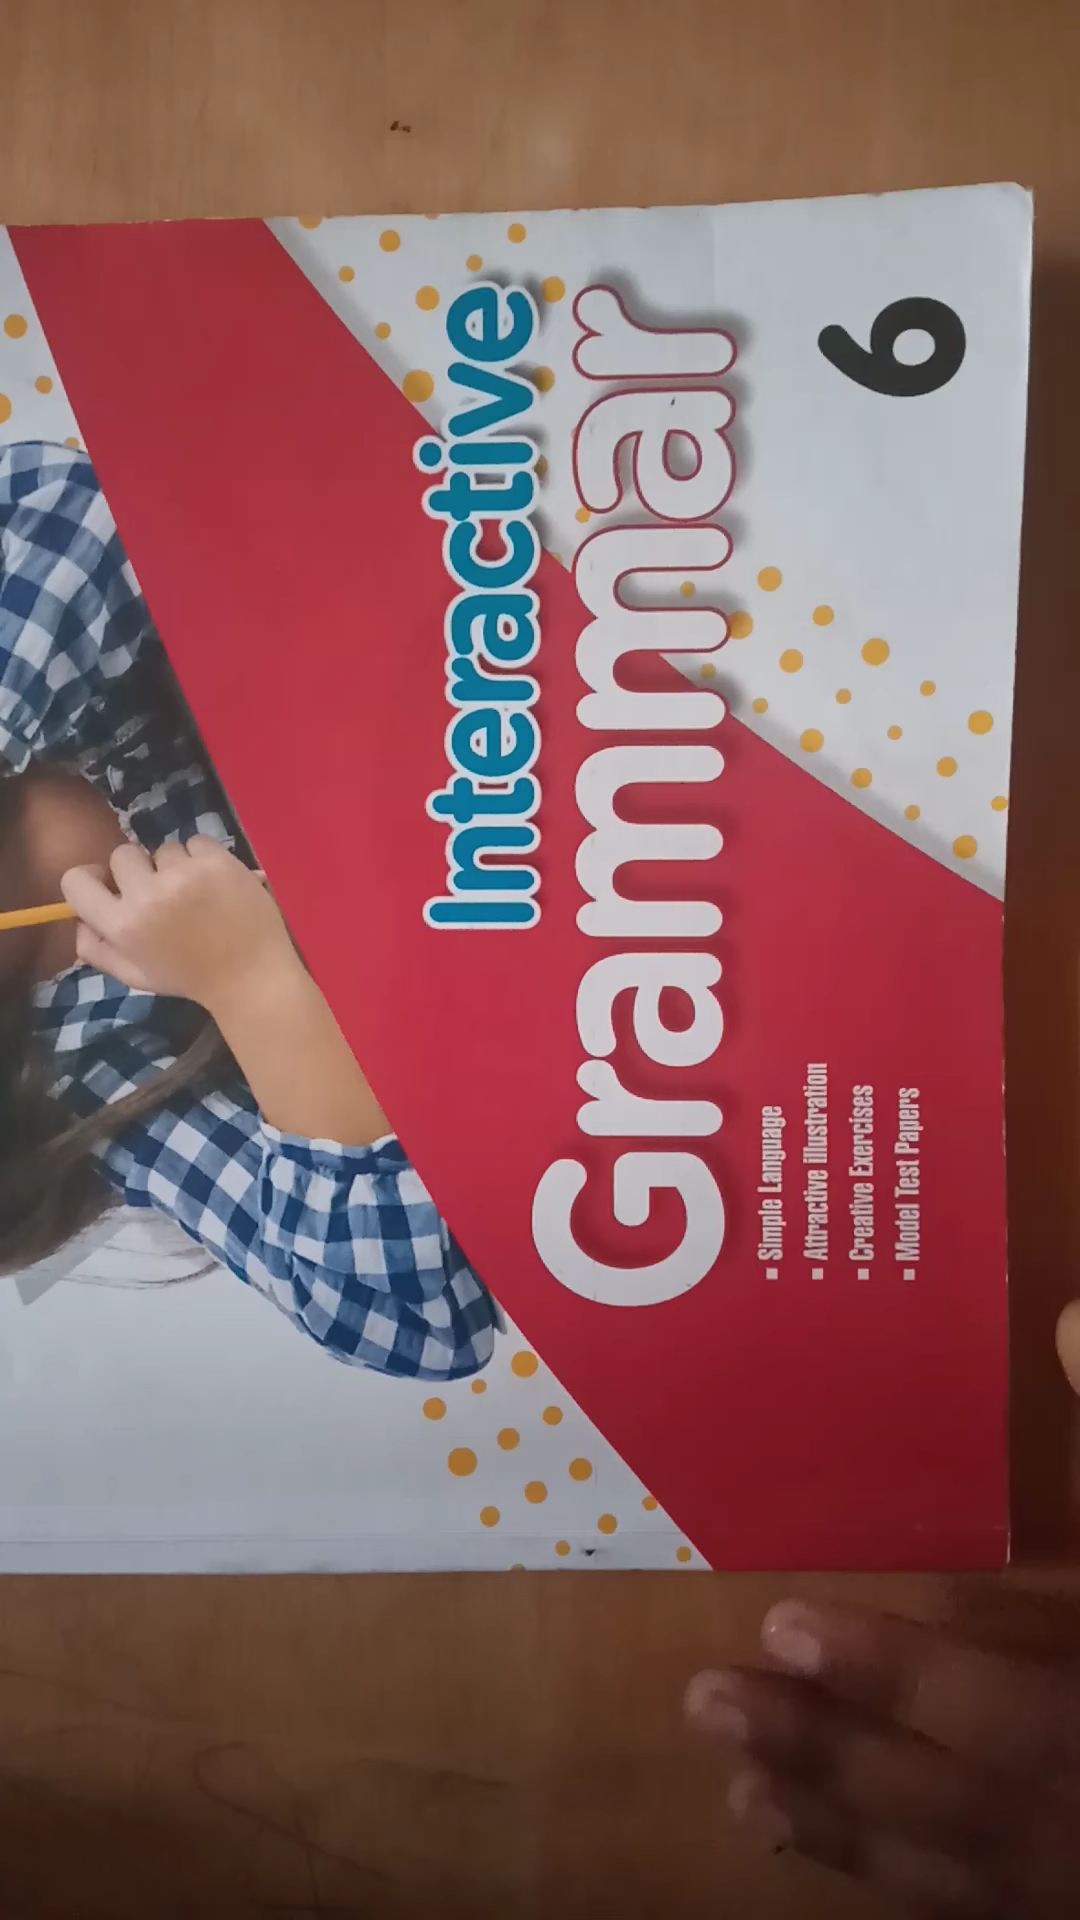 Interactive
Grammar
▪ Simple Language
▪ Attractive illustration
▪ Creative Exercises
▪ Model Test Papers
6